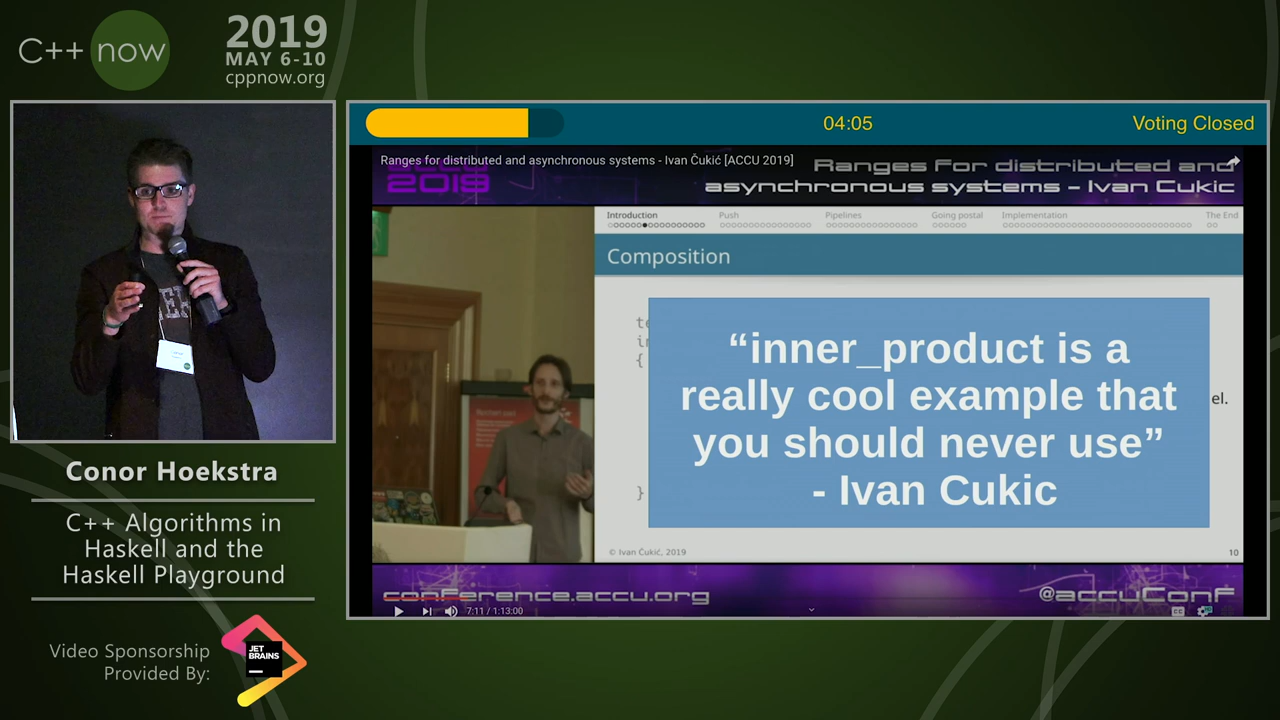 C++ now
2019
MAY 6-10
cppnow.org
04:05
Voting Closed
Ranges for distributed and asynchronous systems - Ivan Čukić [ACCU 2019]
2019
Ranges For distributed and
asynchronous systems – Ivan Cukic
Introduction
Push
Pipelines
Going postal
Implementation
The End
Composition
{
“inner_product is a
really cool example that
you should never use”
- Ivan Cukic
el.
}
© Ivan Čukić, 2019
10
conference.accu.org
@accuConf
7:11 / 1:13:00
Conor Hoekstra
C++ Algorithms in
Haskell and the
Haskell Playground
Video Sponsorship
Provided By:
JET
BRAINS